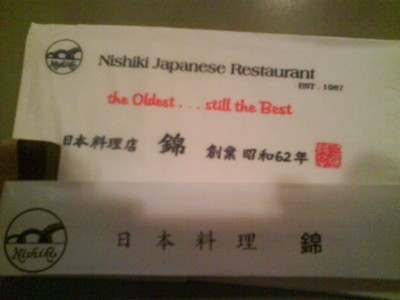 Nishiki Japanese Restaurant
EST. 1987
the Oldest . . . still the Best
Nishiki
日本料理店 錦 創業 昭和62年
日本料理 錦
Nishiki